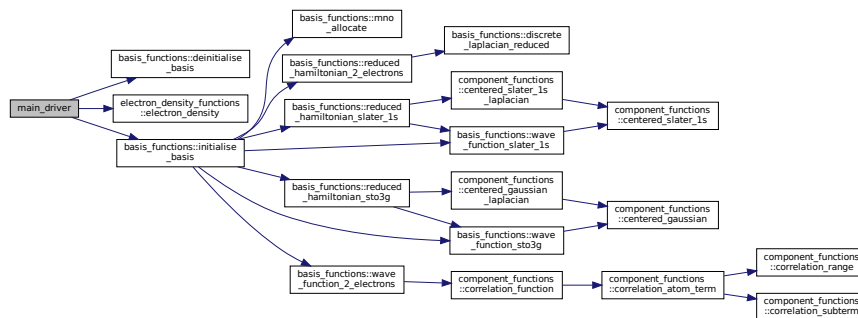 main_driver
basis_functions::deinitialise
_basis
electron_density_functions
::electron_density
basis_functions::initialise
_basis
basis_functions::mno
_allocate
basis_functions::reduced
_hamiltonian_2_electrons
basis_functions::discrete
_laplacian_reduced
basis_functions::reduced
_hamiltonian_slater_1s
component_functions
::centered_slater_1s
_laplacian
basis_functions::wave
_function_slater_1s
component_functions
::centered_slater_1s
basis_functions::reduced
_hamiltonian_sto3g
component_functions
::centered_gaussian
_laplacian
basis_functions::wave
_function_sto3g
component_functions
::centered_gaussian
basis_functions::wave
_function_2_electrons
component_functions
::correlation_function
component_functions
::correlation_atom_term
component_functions
::correlation_range
component_functions
::correlation_subterm